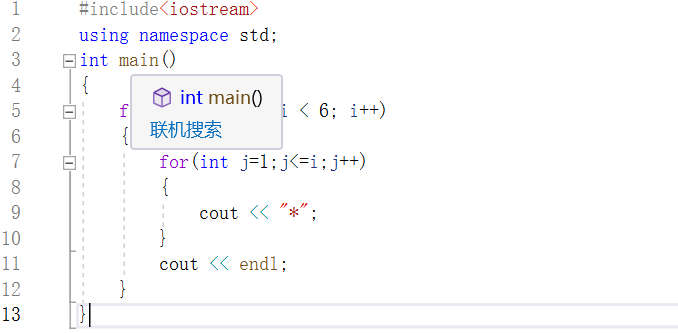 1 #include<iostream>
2 using namespace std;
3 int main()
4 {
int main()
5 f i < 6; i++)
6 {
联机搜索
7 for(int j=1;j<=i;j++)
8 {
9 cout << "*";
10 }
11 cout << endl;
12 }
13 }